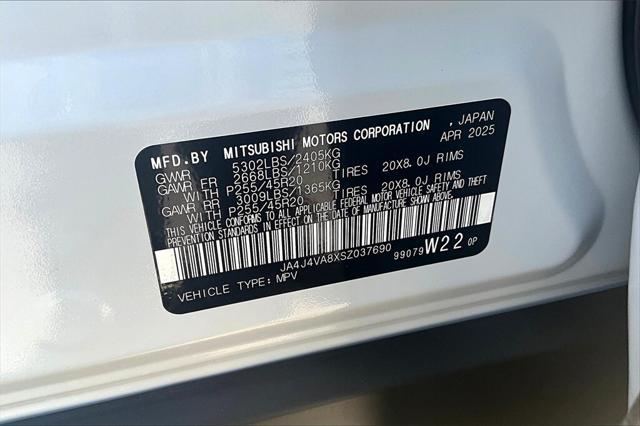 MFD.BY MITSUBISHI MOTORS CORPORATION , JAPAN
APR 2025
GVWR 5302LBS/2405KG
GAWR FR 2668LBS/1210KG
WITH P255/45R20 TIRES 20X8.0J RIMS
GAWR RR 3009LBS/1365KG
WITH P255/45R20 TIRES 20X8.0J RIMS
THIS VEHICLE CONFORMS TO ALL APPLICABLE FEDERAL MOTOR VEHICLE SAFETY AND THEFT
PREVENTION STANDARDS IN EFFECT ON THE DATE OF MANUFACTURE SHOWN ABOVE.
JA4J4VA8XSZ037690
99079 W22 0P
VEHICLE TYPE: MPV